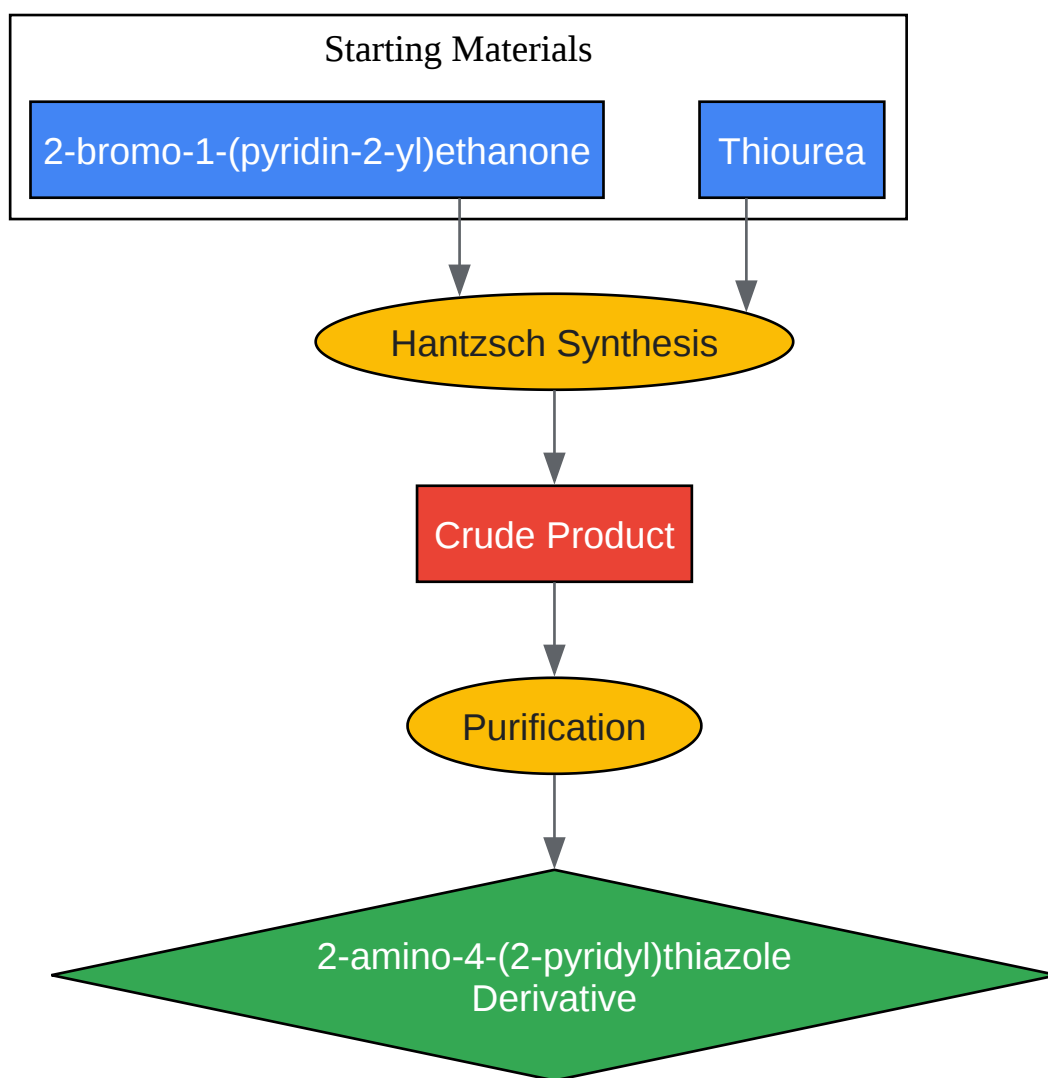 Starting Materials
2-bromo-1-(pyridin-2-yl)ethanone
Thiourea
Hantzsch Synthesis
Crude Product
Purification
2-amino-4-(2-pyridyl)thiazole
Derivative